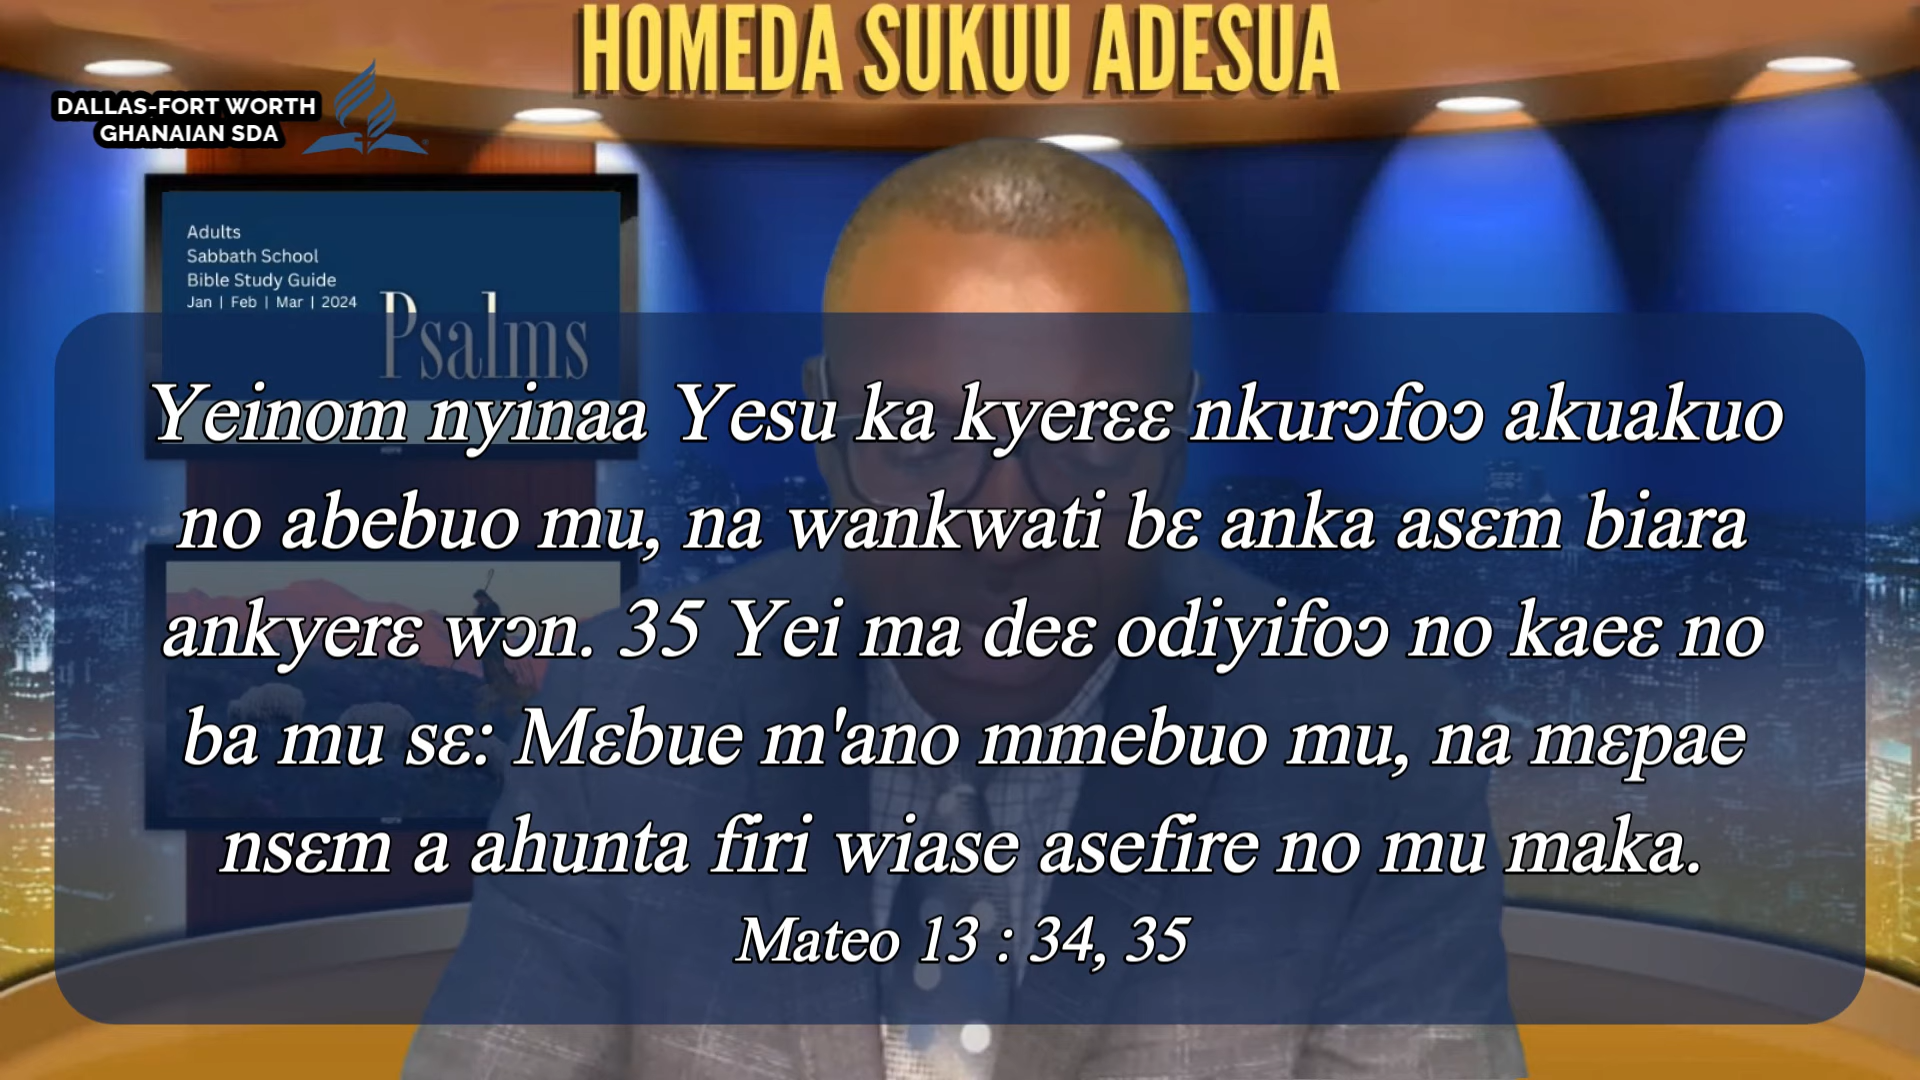 HOMEDA SUKUU ADESUA
DALLAS-FORT WORTH
GHANAIAN SDA
Adults
Sabbath School
Bible Study Guide
Jan | Feb | Mar | 2024
Psalms
Yeinom nyinaa Yesu ka kyerɛɛ nkurɔfoɔ akuakuo
no abebuo mu, na wankwati bɛ anka asɛm biara
ankyerɛ wɔn. 35 Yei ma deɛ odiyifoɔ no kaeɛ no
ba mu sɛ: Mɛbue m'ano mmebuo mu, na mɛpae
nsɛm a ahunta firi wiase asefire no mu maka.
Mateo 13 : 34, 35